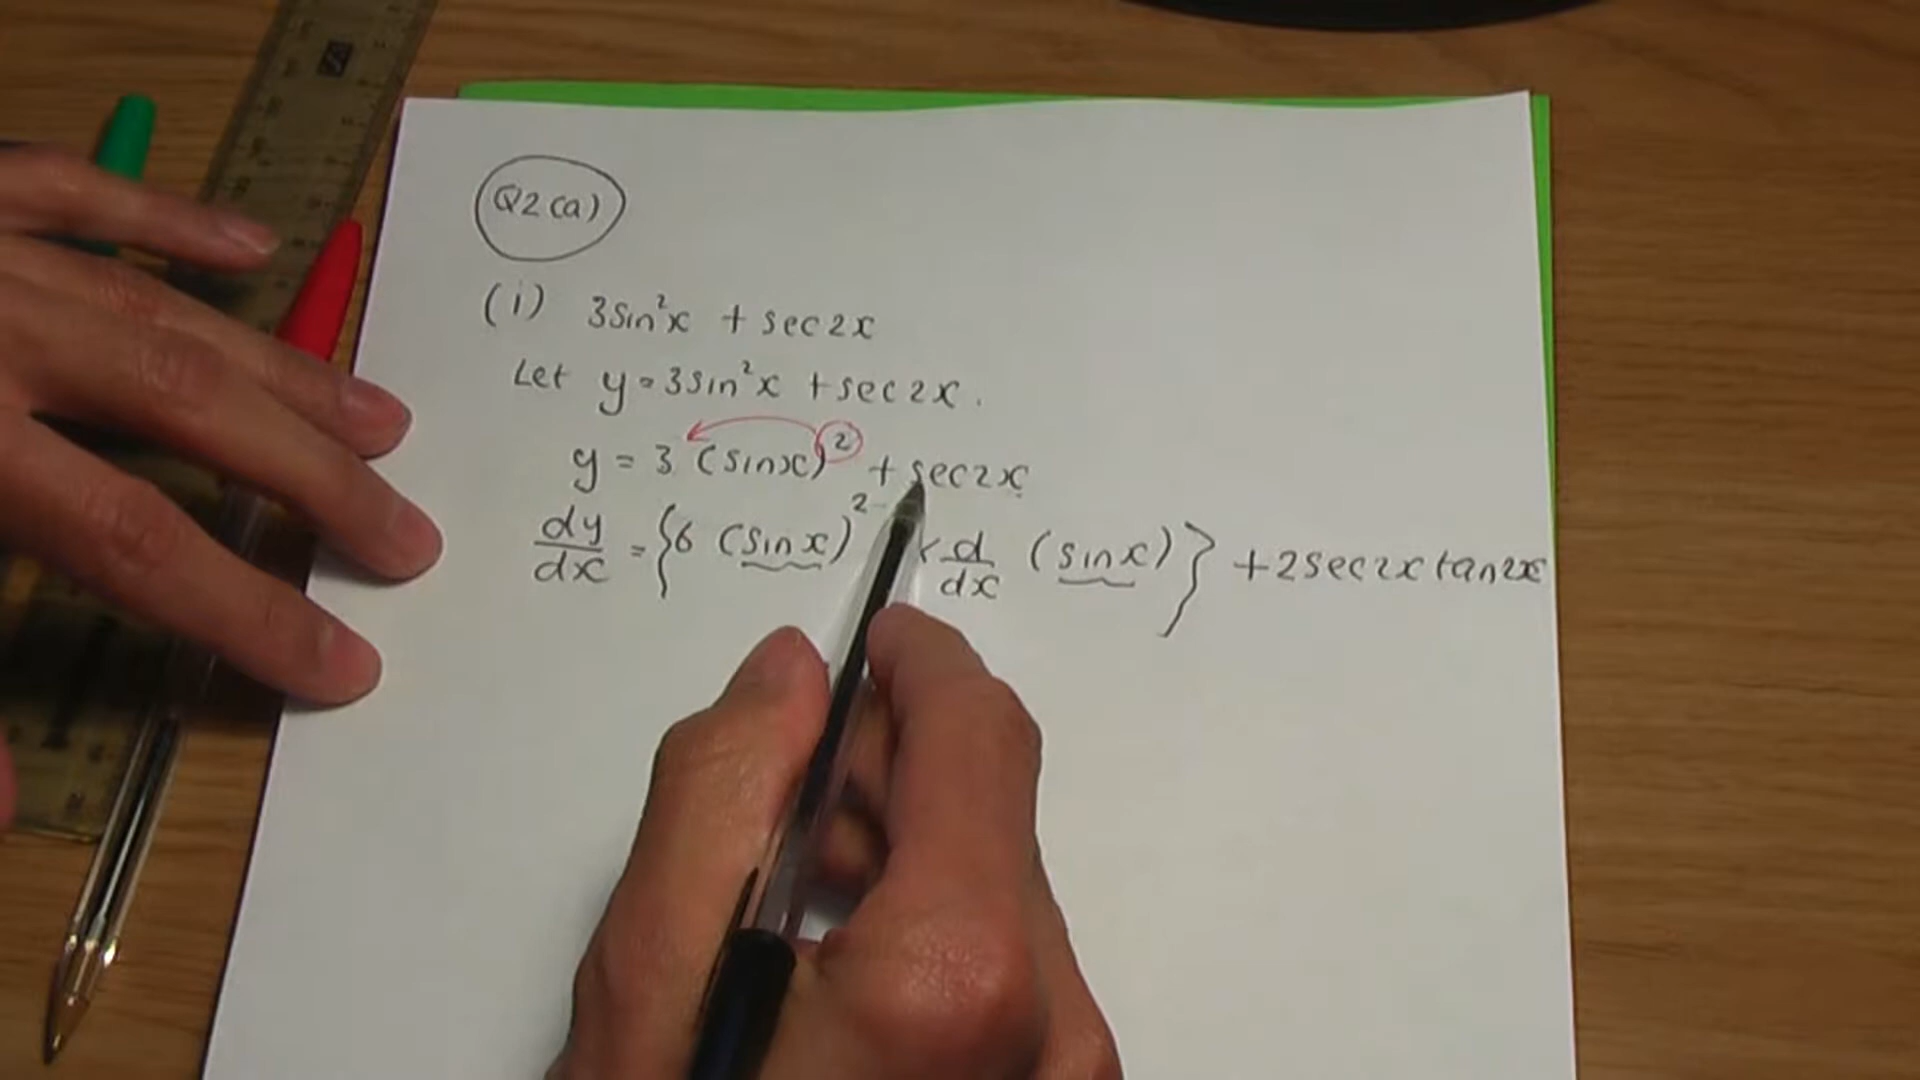 Q2(a)
(i) 3sin²x + sec2x
Let y = 3sin²x + sec2x.
y = 3 (sinx)² + sec2x
dy/dx = {6 (sinx)²⁻ × d/dx (sinx)} + 2sec2x tan2x